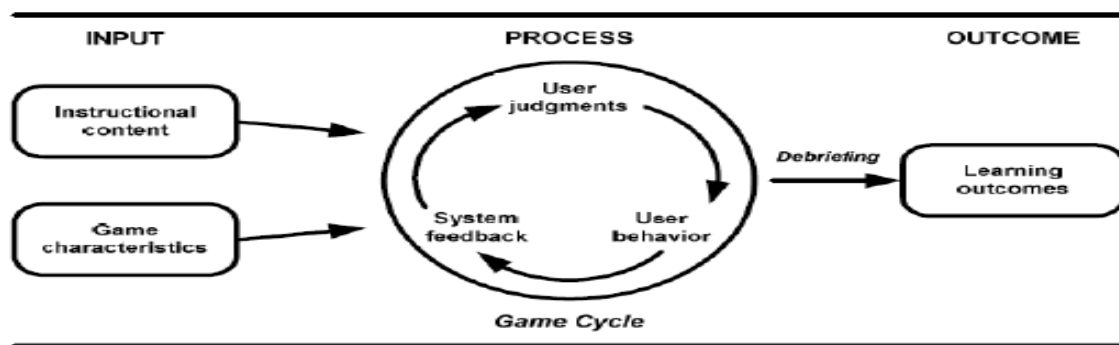 INPUT
PROCESS
OUTCOME
Instructional
content
Game
characteristics
User
judgments
User
behavior
System
feedback
Game Cycle
Debriefing
Learning
outcomes